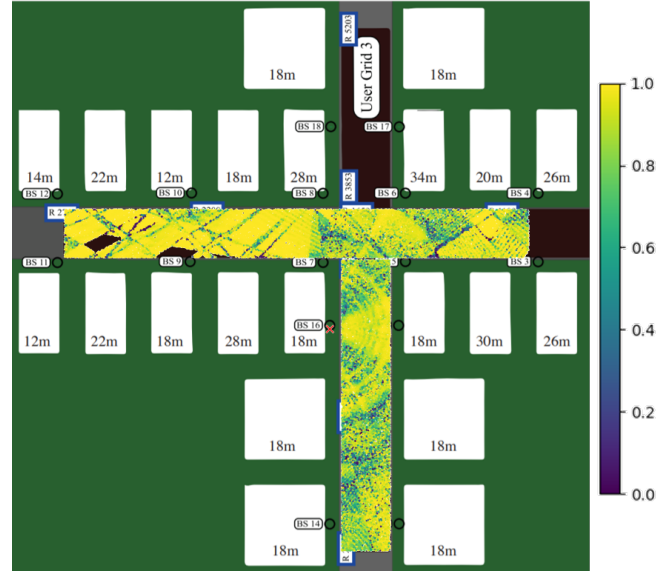 R 5203
User Grid 3
18m
18m
1.0
BS 18
BS 17
0.8
14m
22m
12m
18m
28m
34m
20m
26m
BS 12
BS 10
BS 8
R 3853
BS 6
BS 4
R
0.6
BS 11
BS 9
BS 7
5
BS 3
0.4
BS 16
12m
22m
18m
28m
18m
18m
30m
26m
0.2
18m
18m
0.0
BS 14
18m
R
18m